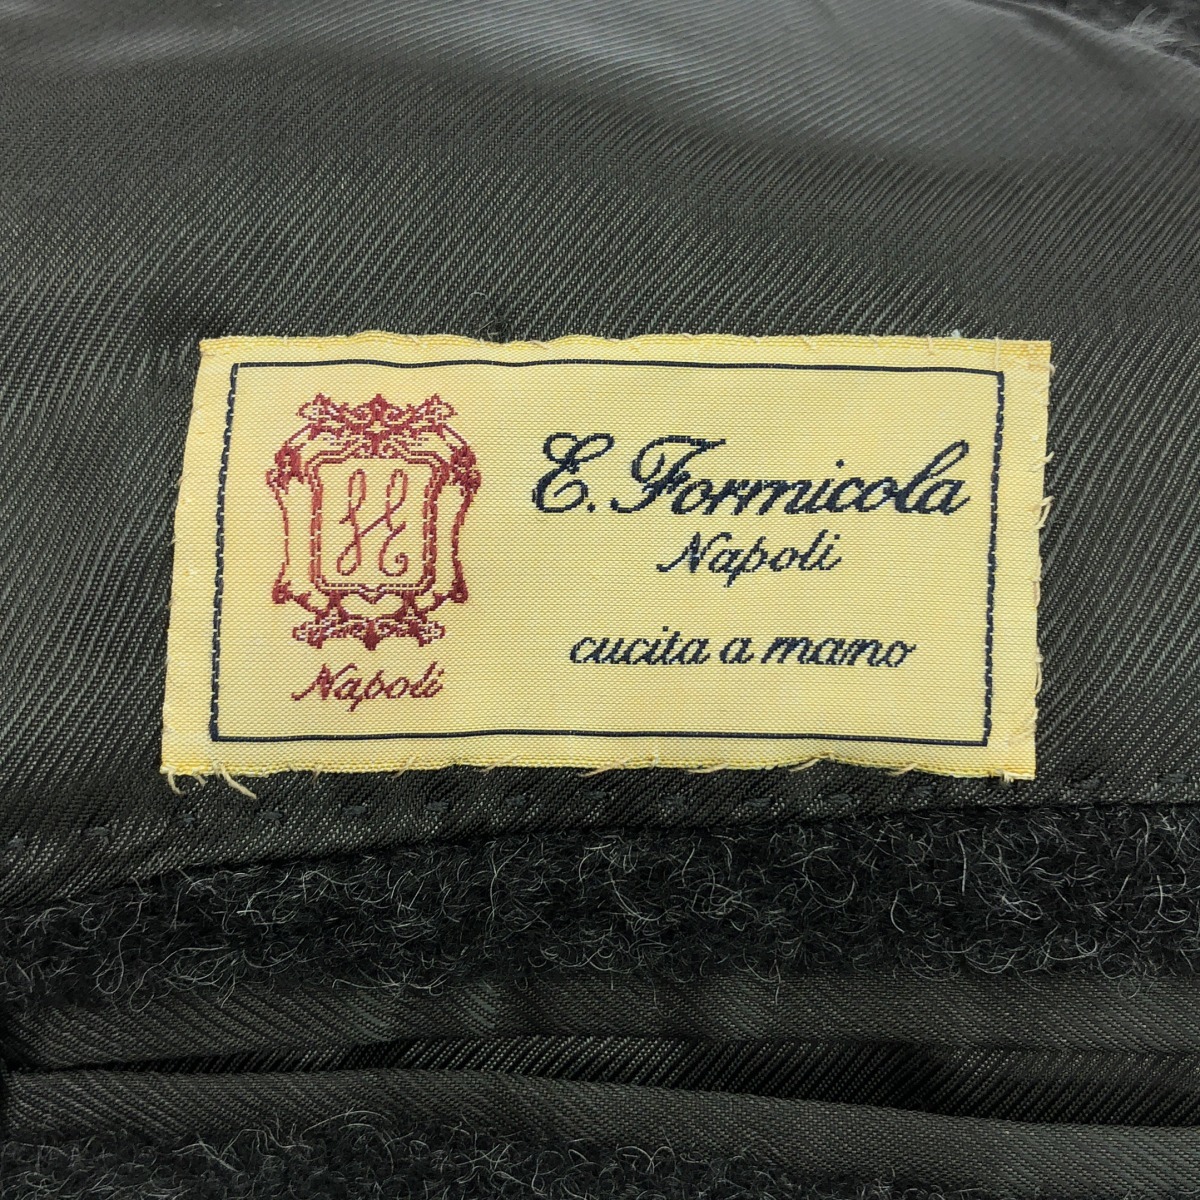 E. Formicola
Napoli
cucita a mano
Napoli